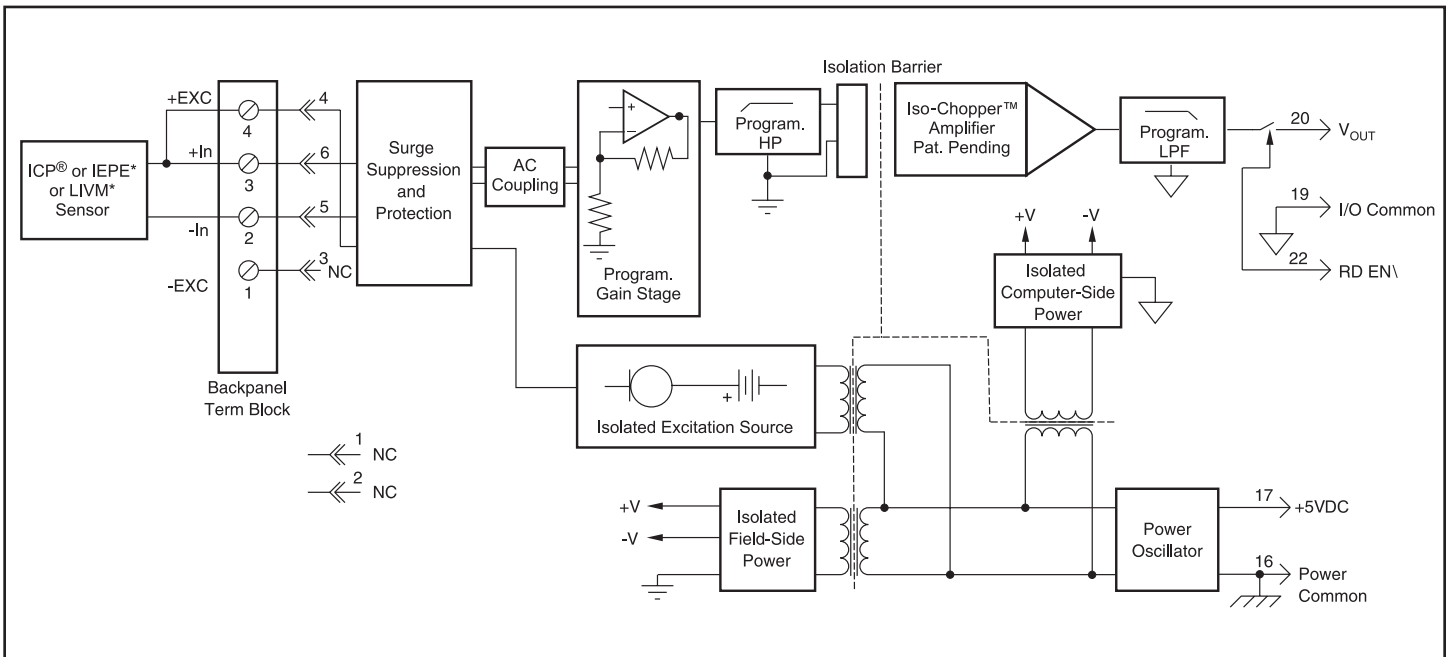 Isolation Barrier
+EXC
4
4
+In
6
3
ICP® or IEPE*
or LIVM*
Sensor
5
-In
2
3
NC
-EXC
1
Backpanel
Term Block
Surge
Suppression
and
Protection
AC
Coupling
+
–
Program.
Gain Stage
Program.
HP
Iso-Chopper™
Amplifier
Pat. Pending
Program.
LPF
20
VOUT
19
I/O Common
22
RD EN\
+V
-V
Isolated
Computer-Side
Power
+
Isolated Excitation Source
1
NC
2
NC
+V
-V
Isolated
Field-Side
Power
Power
Oscillator
17
+5VDC
16
Power
Common